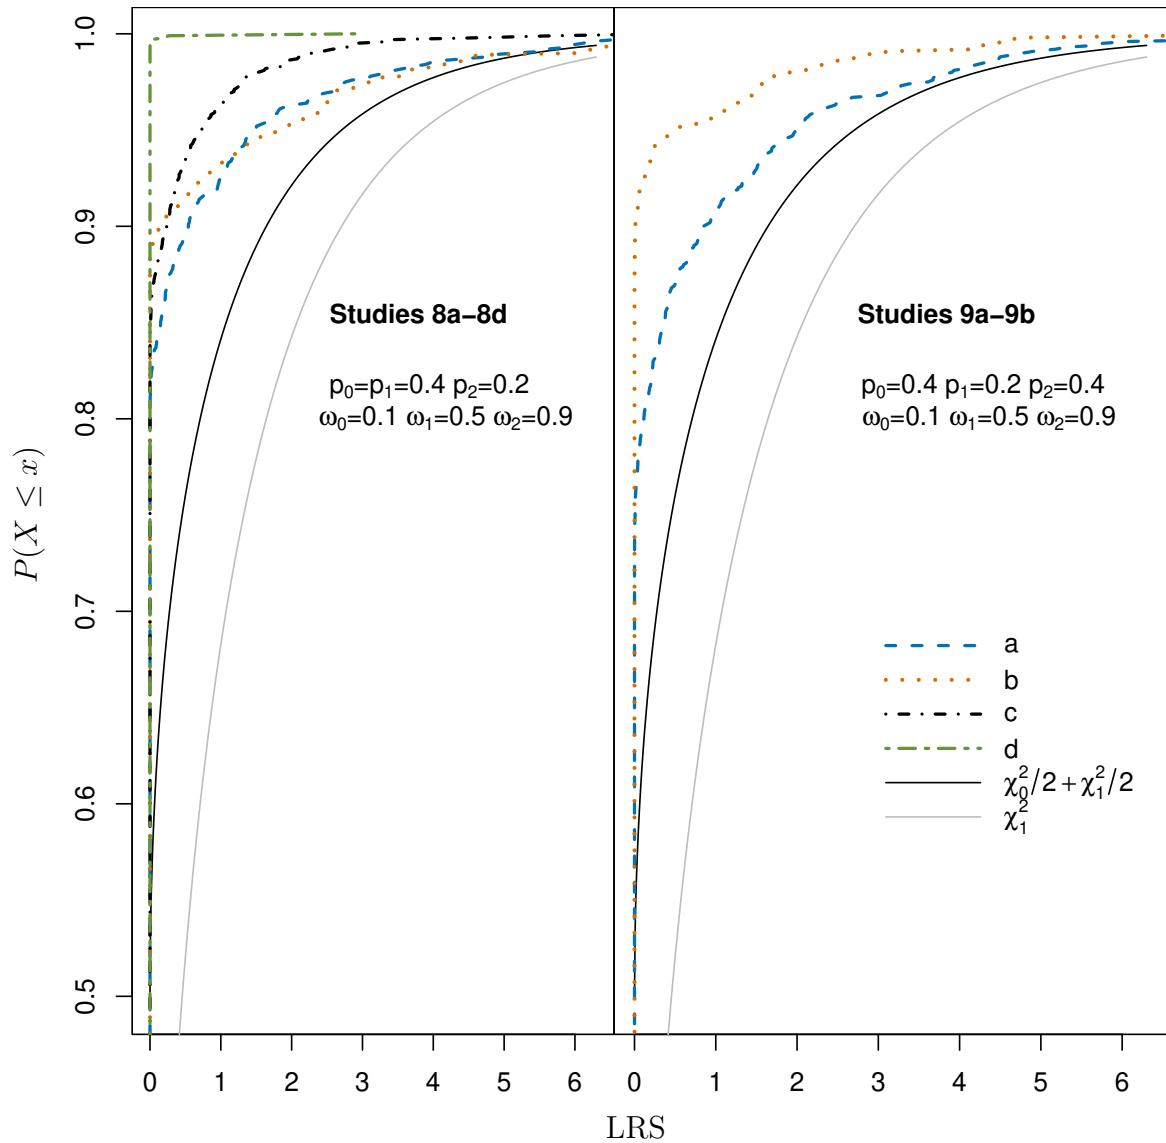 P(X ≤ x)
1.0
0.9
0.8
0.7
0.6
0.5
Studies 8a−8d
p₀=p₁=0.4 p₂=0.2
ω₀=0.1 ω₁=0.5 ω₂=0.9
0 1 2 3 4 5 6
Studies 9a−9b
p₀=0.4 p₁=0.2 p₂=0.4
ω₀=0.1 ω₁=0.5 ω₂=0.9
a
b
c
d
χ₀²/2 + χ₁²/2
χ₁²
0 1 2 3 4 5 6
LRS